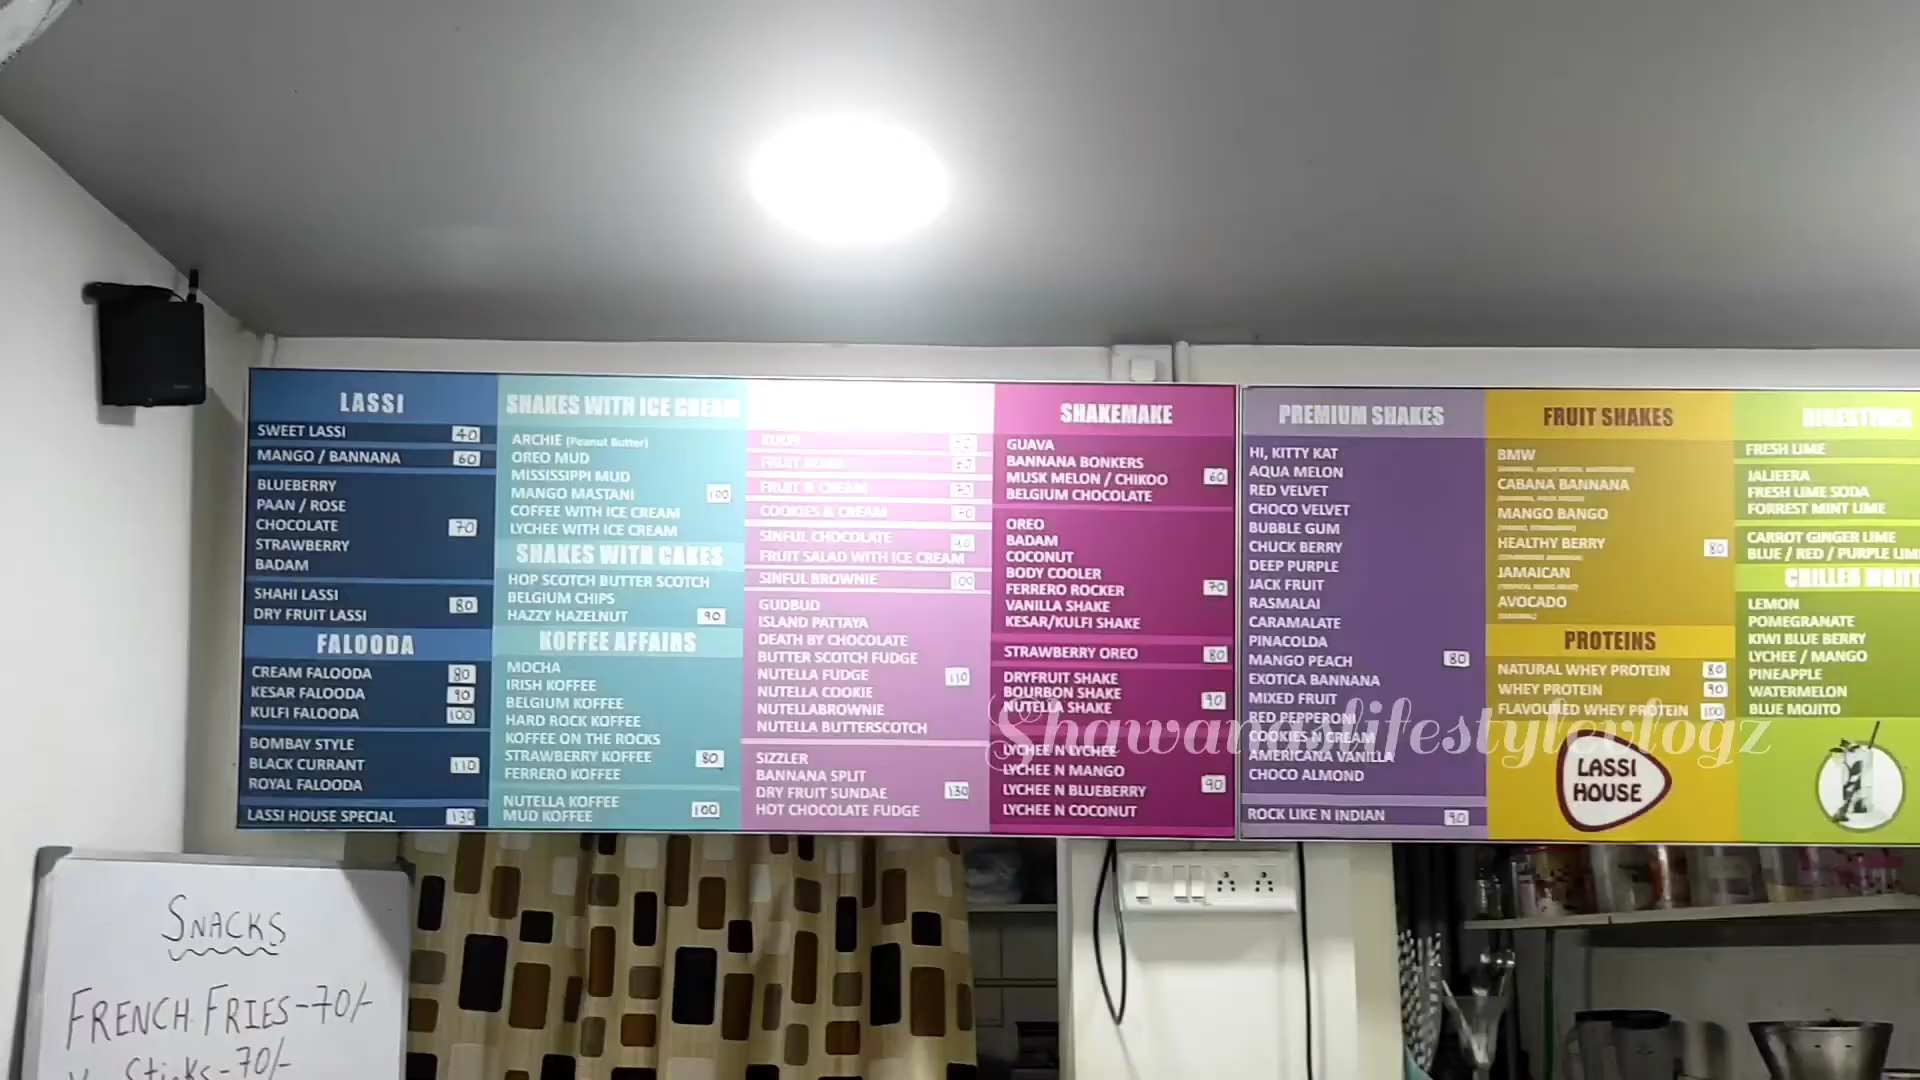 LASSI
SWEET LASSI 40
MANGO / BANNANA 60
BLUEBERRY
PAAN / ROSE
CHOCOLATE 70
STRAWBERRY
BADAM
SHAHI LASSI
DRY FRUIT LASSI 80
FALOODA
CREAM FALOODA 80
KESAR FALOODA 90
KULFI FALOODA 100
BOMBAY STYLE
BLACK CURRANT 110
ROYAL FALOODA
LASSI HOUSE SPECIAL 130
SHAKES WITH ICE CREAM
ARCHIE (Peanut Butter)
OREO MUD
MISSISSIPPI MUD
MANGO MASTANI 100
COFFEE WITH ICE CREAM
LYCHEE WITH ICE CREAM
SHAKES WITH CAKES
HOP SCOTCH BUTTER SCOTCH
BELGIUM CHIPS
HAZZY HAZELNUT 90
KOFFEE AFFAIRS
MOCHA
IRISH KOFFEE
BELGIUM KOFFEE
HARD ROCK KOFFEE
KOFFEE ON THE ROCKS
STRAWBERRY KOFFEE 80
FERRERO KOFFEE
NUTELLA KOFFEE
MUD KOFFEE 100
FRUIT
FRUIT & CREAM 70
COOKIES & CREAM 70
SINFUL CHOCOLATE 90
FRUIT SALAD WITH ICE CREAM
SINFUL BROWNIE 100
GUDBUD
ISLAND PATTAYA
DEATH BY CHOCOLATE
BUTTER SCOTCH FUDGE
NUTELLA FUDGE 110
NUTELLA COOKIE
NUTELLABROWNIE
NUTELLA BUTTERSCOTCH
SIZZLER
BANNANA SPLIT
DRY FRUIT SUNDAE 130
HOT CHOCOLATE FUDGE
SHAKEMAKE
GUAVA
BANNANA BONKERS
MUSK MELON / CHIKOO 60
BELGIUM CHOCOLATE
OREO
BADAM
COCONUT
BODY COOLER
FERRERO ROCKER 70
VANILLA SHAKE
KESAR/KULFI SHAKE
STRAWBERRY OREO 80
DRYFRUIT SHAKE
BOURBON SHAKE 90
NUTELLA SHAKE
LYCHEE N LYCHEE
LYCHEE N MANGO
LYCHEE N BLUEBERRY 90
LYCHEE N COCONUT
PREMIUM SHAKES
HI, KITTY KAT
AQUA MELON
RED VELVET
CHOCO VELVET
BUBBLE GUM
CHUCK BERRY
DEEP PURPLE
JACK FRUIT
RASMALAI
CARAMALATE
PINACOLDA
MANGO PEACH 80
EXOTICA BANNANA
MIXED FRUIT
RED PEPPERONI
COOKIES N CREAM
AMERICANA VANILLA
CHOCO ALMOND
ROCK LIKE N INDIAN 90
FRUIT SHAKES
BMW
CABANA BANNANA
MANGO BANGO
HEALTHY BERRY 80
JAMAICAN
AVOCADO
PROTEINS
NATURAL WHEY PROTEIN 80
WHEY PROTEIN 90
FLAVOURED WHEY PROTEIN 100
LASSI
HOUSE
FRESH LIME
JALJEERA
FRESH LIME SODA
FORREST MINT LIME
CARROT GINGER LIME
BLUE / RED / PURPLE
CHILLED
LEMON
POMEGRANATE
KIWI BLUE BERRY
LYCHEE / MANGO
PINEAPPLE
WATERMELON
BLUE MOJITO
Shawanslifestylevlogz
SNACKS
FRENCH FRIES-70/-
Sticks-70/-